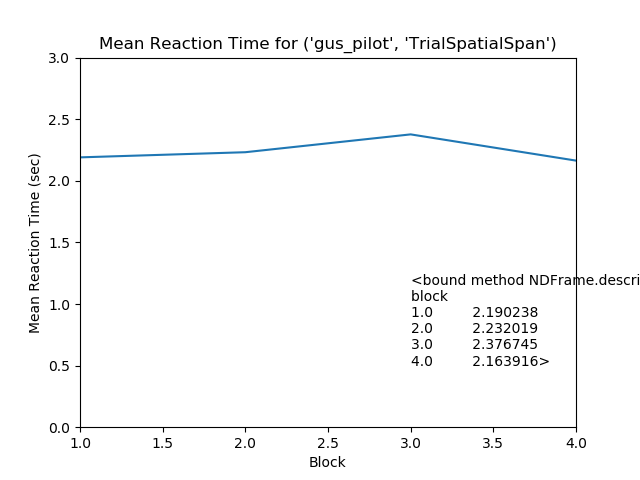 Mean Reaction Time for ('gus_pilot', 'TrialSpatialSpan')
3.0
2.5
2.0
1.5
1.0
0.5
0.0
Mean Reaction Time (sec)
<bound method NDFrame.descri
block
1.0 2.190238
2.0 2.232019
3.0 2.376745
4.0 2.163916>
1.0 1.5 2.0 2.5 3.0 3.5 4.0
Block